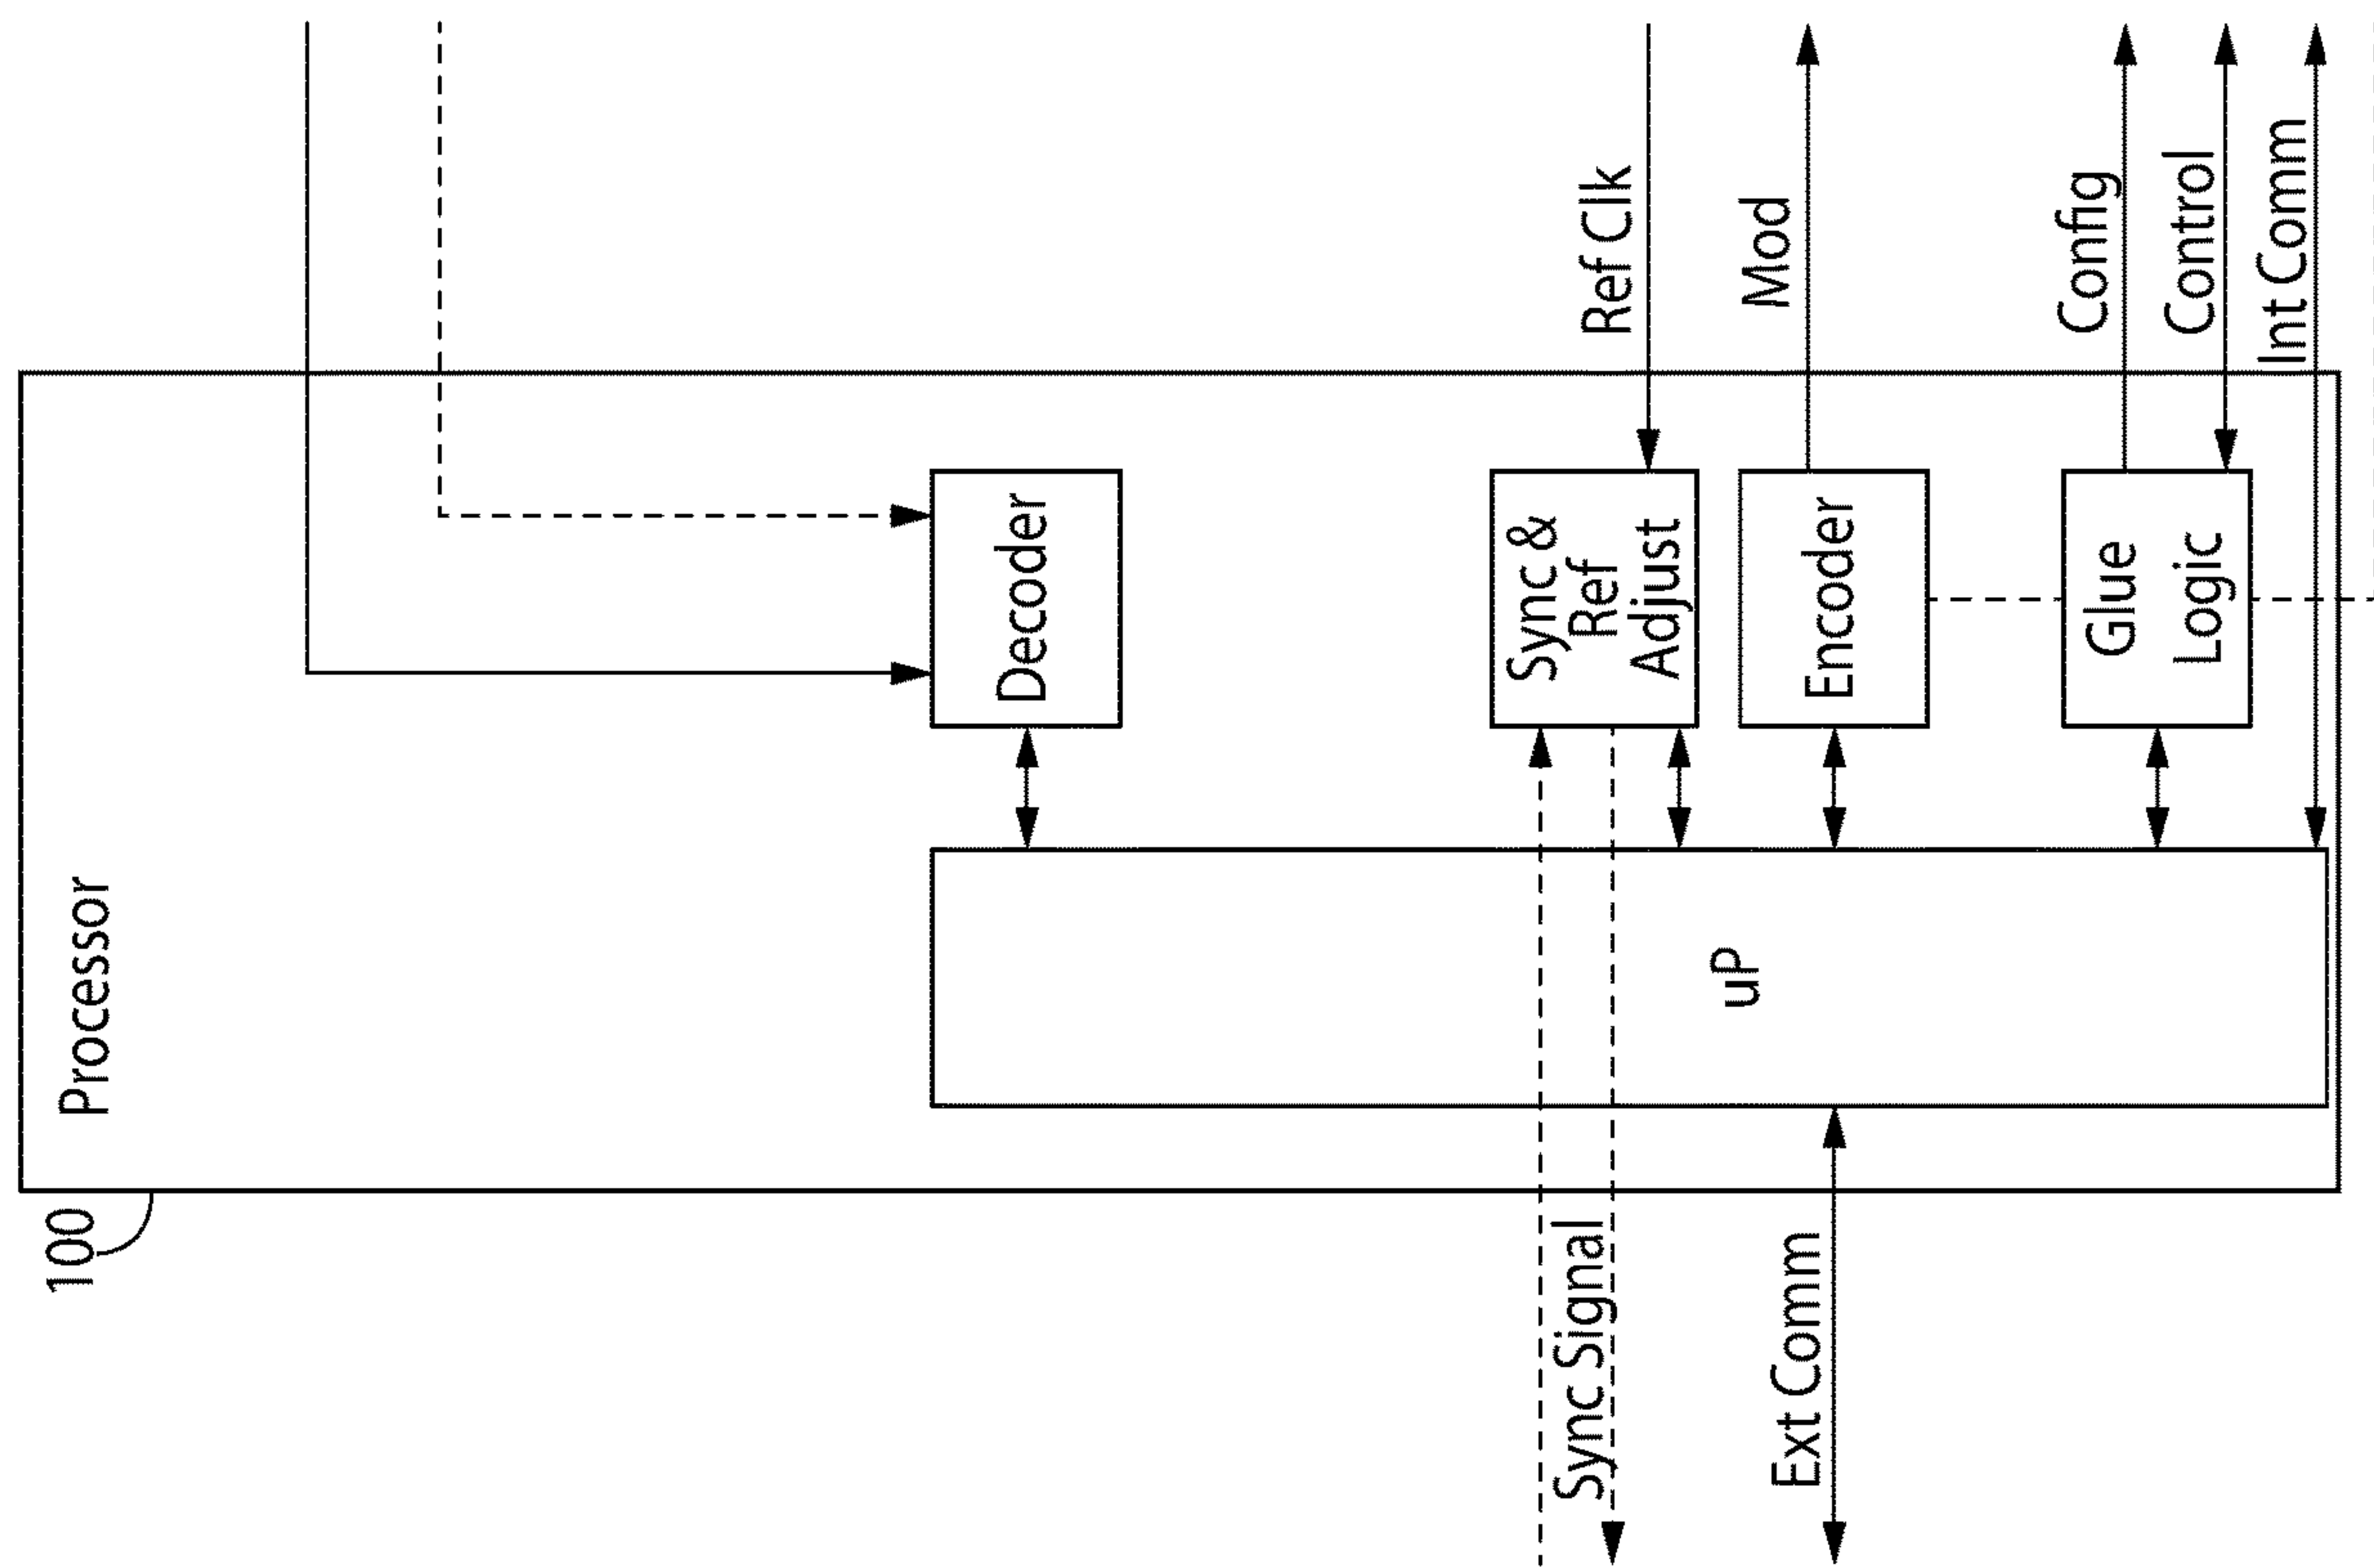 100
Processor
Decoder
Sync &
Ref
Adjust
Encoder
Glue
Logic
uP
Ref Clk
Mod
Config
Control
Int Comm
Sync Signal
Ext Comm